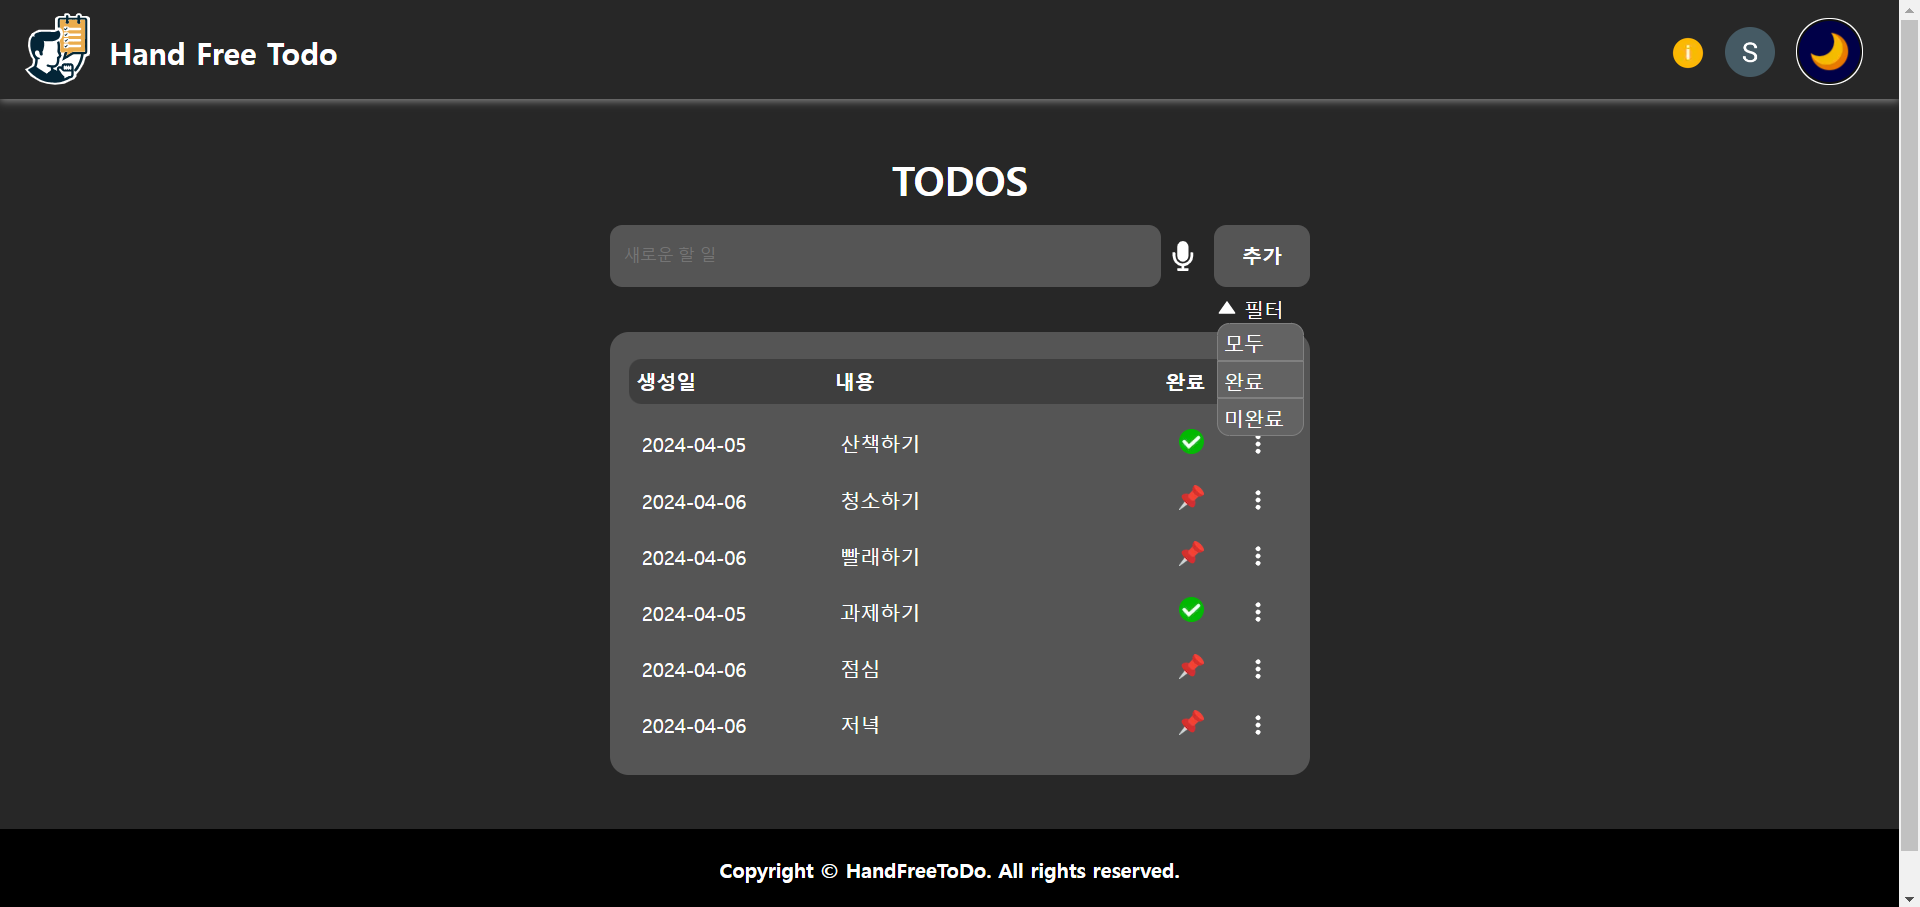 Hand Free Todo
i
S
TODOS
새로운 할 일
추가
필터
모두
완료
미완료
생성일 내용 완료
2024-04-05 산책하기
2024-04-06 청소하기
2024-04-06 빨래하기
2024-04-05 과제하기
2024-04-06 점심
2024-04-06 저녁
Copyright © HandFreeToDo. All rights reserved.